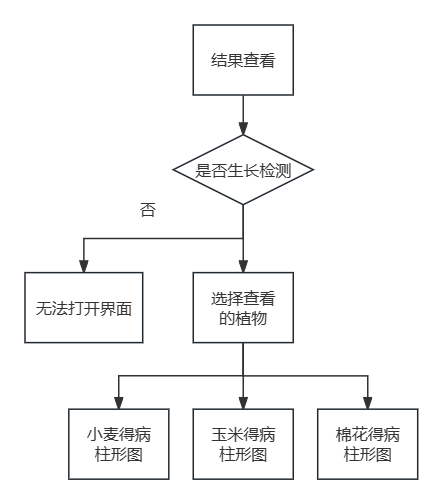 结果查看
是否生长检测
否
无法打开界面
选择查看
的植物
小麦得病
柱形图
玉米得病
柱形图
棉花得病
柱形图